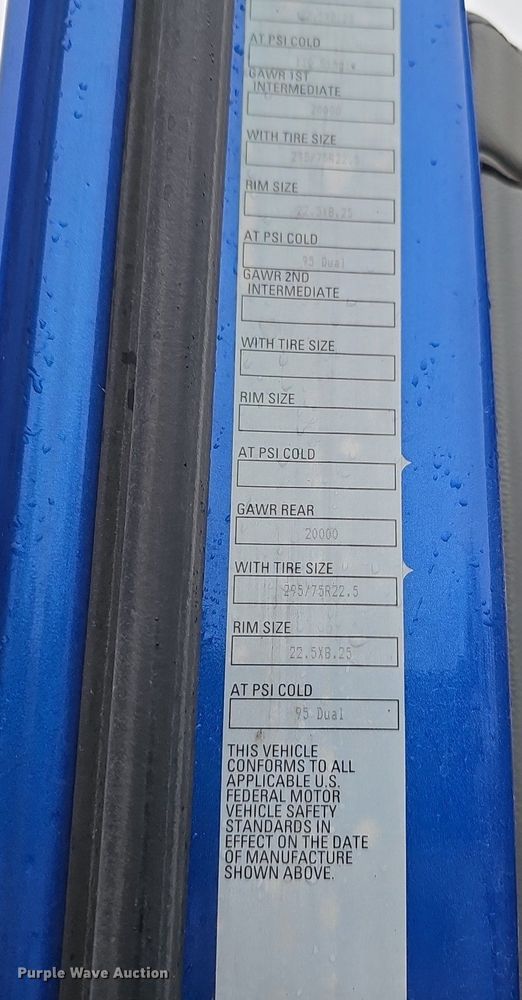 AT PSI COLD
GAWR 1ST
INTERMEDIATE
20000
WITH TIRE SIZE
295/75R22.5
RIM SIZE
22.5X8.25
AT PSI COLD
95 Dual
GAWR 2ND
INTERMEDIATE
WITH TIRE SIZE
RIM SIZE
AT PSI COLD
GAWR REAR
20000
WITH TIRE SIZE
295/75R22.5
RIM SIZE
22.5X8.25
AT PSI COLD
95 Dual
THIS VEHICLE
CONFORMS TO ALL
APPLICABLE U.S.
FEDERAL MOTOR
VEHICLE SAFETY
STANDARDS IN
EFFECT ON THE DATE
OF MANUFACTURE
SHOWN ABOVE.
Purple Wave Auction